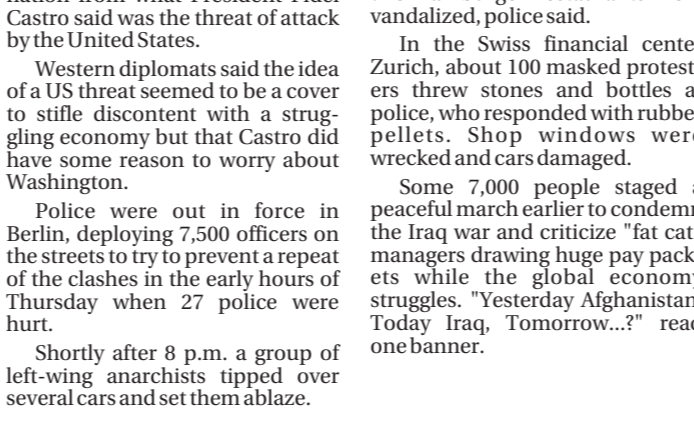 Castro said was the threat of attack
by the United States.
Western diplomats said the idea
of a US threat seemed to be a cover
to stifle discontent with a strug-
gling economy but that Castro did
have some reason to worry about
Washington.
Police were out in force in
Berlin, deploying 7,500 officers on
the streets to try to prevent a repeat
of the clashes in the early hours of
Thursday when 27 police were
hurt.
Shortly after 8 p.m. a group of
left-wing anarchists tipped over
several cars and set them ablaze.
vandalized, police said.
In the Swiss financial cente
Zurich, about 100 masked protest
ers threw stones and bottles a
police, who responded with rubbe
pellets. Shop windows wer
wrecked and cars damaged.
Some 7,000 people staged a
peaceful march earlier to condem
the Iraq war and criticize "fat cat
managers drawing huge pay pack
ets while the global economy
struggles. "Yesterday Afghanistan
Today Iraq, Tomorrow...?" rea
one banner.